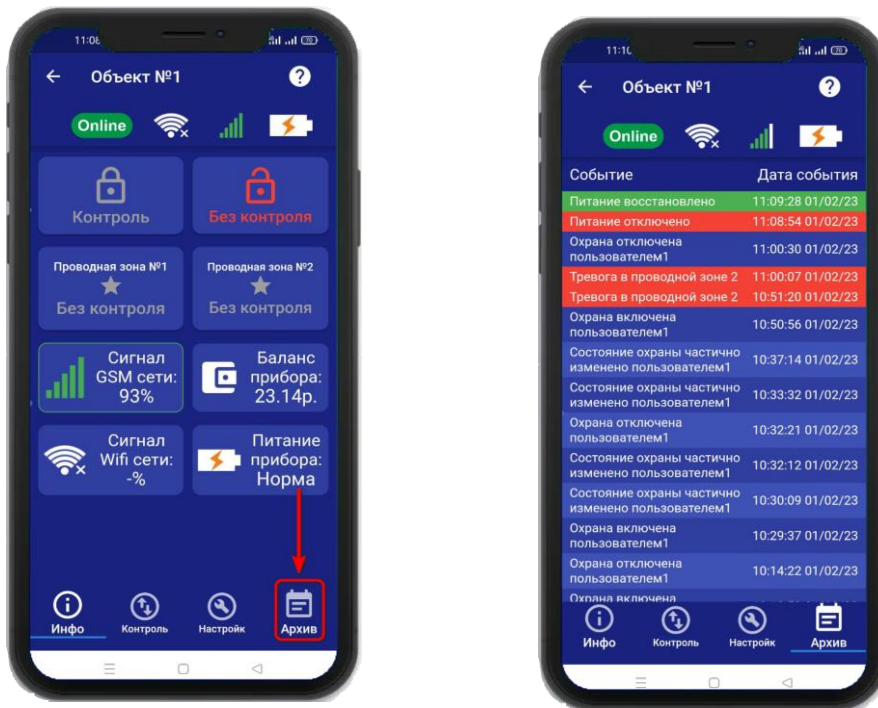 11:08
Объект №1
?
Online
Контроль
Без контроля
Проводная зона №1
Без контроля
Проводная зона №2
Без контроля
Сигнал
GSM сети:
93%
Баланс
прибора:
23.14р.
Сигнал
Wifi сети:
-%
Питание
прибора:
Норма
Инфо
Контроль
Настройк
Архив
11:10
Объект №1
?
Online
Событие Дата события
Питание восстановлено 11:09:28 01/02/23
Питание отключено 11:08:54 01/02/23
Охрана отключена
пользователем1 11:00:30 01/02/23
Тревога в проводной зоне 2 11:00:07 01/02/23
Тревога в проводной зоне 2 10:51:20 01/02/23
Охрана включена
пользователем1 10:50:56 01/02/23
Состояние охраны частично
изменено пользователем1 10:37:14 01/02/23
Состояние охраны частично
изменено пользователем1 10:33:32 01/02/23
Охрана отключена
пользователем1 10:32:21 01/02/23
Состояние охраны частично
изменено пользователем1 10:32:12 01/02/23
Состояние охраны частично
изменено пользователем1 10:30:09 01/02/23
Охрана включена
пользователем1 10:29:37 01/02/23
Охрана отключена
пользователем1 10:14:22 01/02/23
Охрана включена
Инфо
Контроль
Настройк
Архив